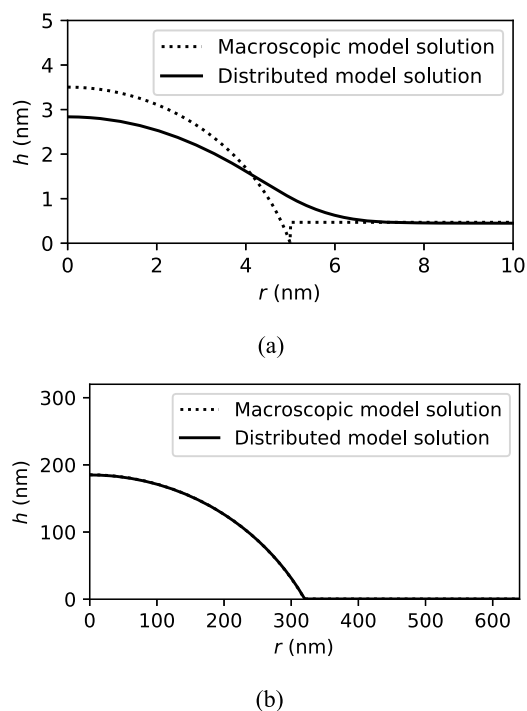 5
4
3
2
1
0
h (nm)
Macroscopic model solution
Distributed model solution
0 2 4 6 8 10
r (nm)
(a)
300
200
100
0
h (nm)
Macroscopic model solution
Distributed model solution
0 100 200 300 400 500 600
r (nm)
(b)